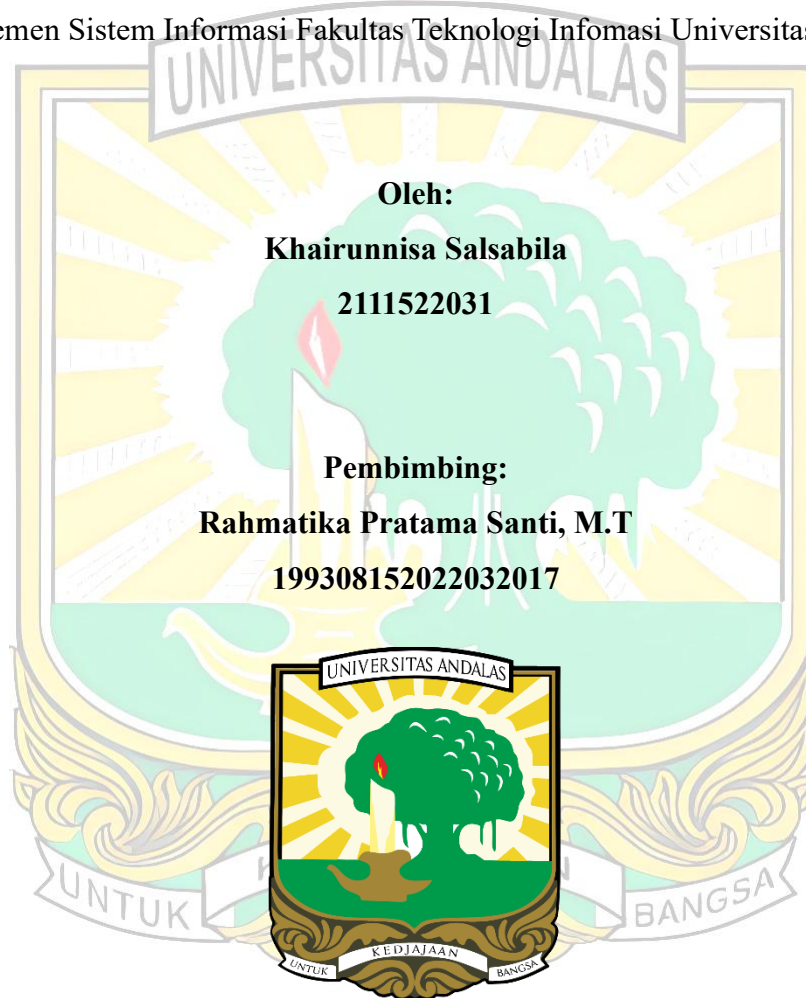 emen Sistem Informasi Fakultas Teknologi Infomasi Universitas
UNIVERSITAS ANDALAS
Oleh:
Khairunnisa Salsabila
2111522031
Pembimbing:
Rahmatika Pratama Santi, M.T
199308152022032017
UNIVERSITAS ANDALAS
UNTUK
BANGSA
KEDJAJAAN
UNTUK
BANGSA